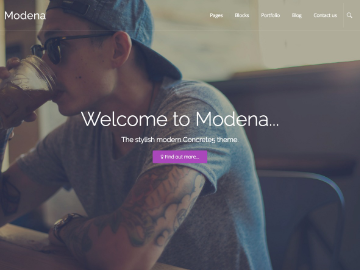 Modena
Pages Blocks Portfolio Blog Contact us
Welcome to Modena...
The stylish modern Concrete5 theme
Find out more...